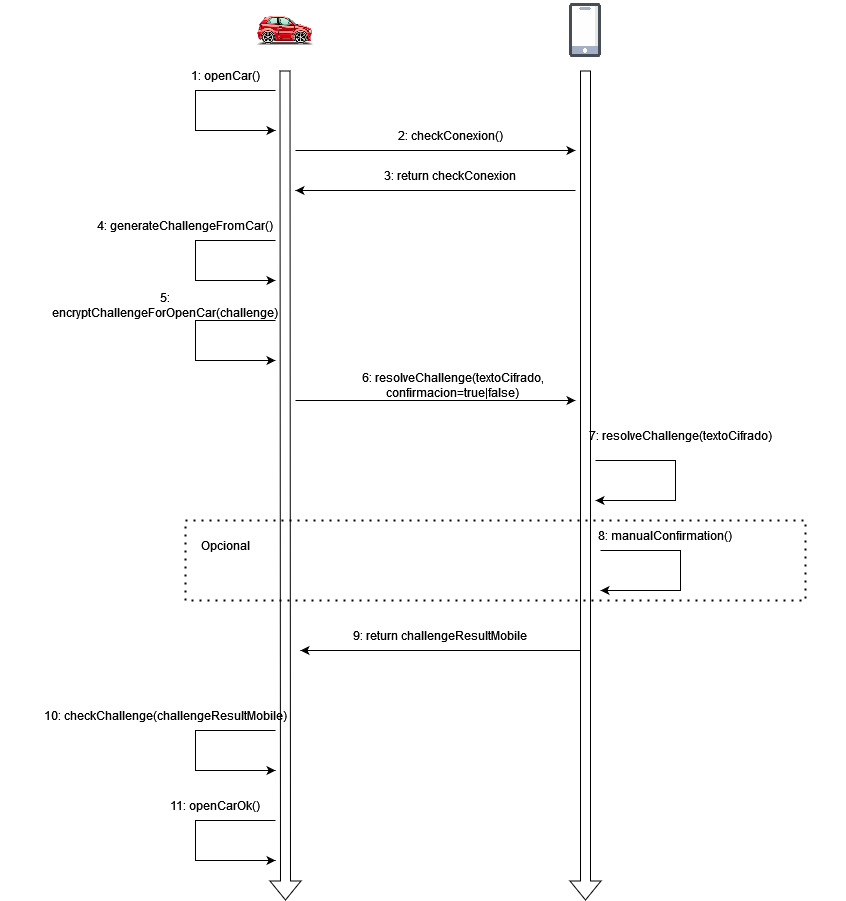 1: openCar()
2: checkConexion()
3: return checkConexion
4: generateChallengeFromCar()
5:
encryptChallengeForOpenCar(challenge)
6: resolveChallenge(textoCifrado,
confirmacion=true|false)
7: resolveChallenge(textoCifrado)
8: manualConfirmation()
Opcional
9: return challengeResultMobile
10: checkChallenge(challengeResultMobile)
11: openCarOk()